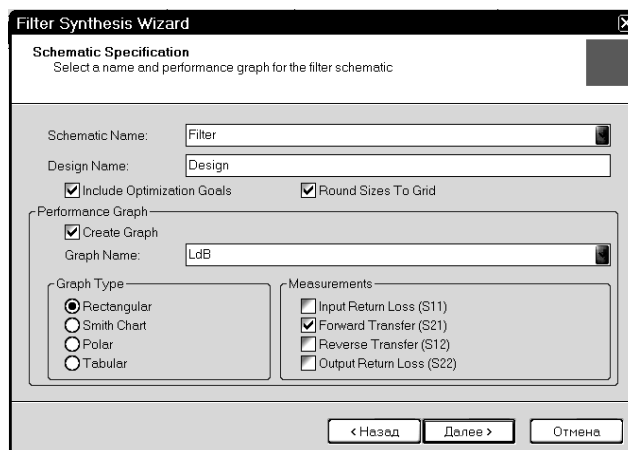 Filter Synthesis Wizard
Schematic Specification
Select a name and performance graph for the filter schematic
Schematic Name: Filter
Design Name: Design
Include Optimization Goals Round Sizes To Grid
Performance Graph
Create Graph
Graph Name: LdB
Graph Type Measurements
Rectangular Input Return Loss (S11)
Smith Chart Forward Transfer (S21)
Polar Reverse Transfer (S12)
Tabular Output Return Loss (S22)
< Назад Далее > Отмена